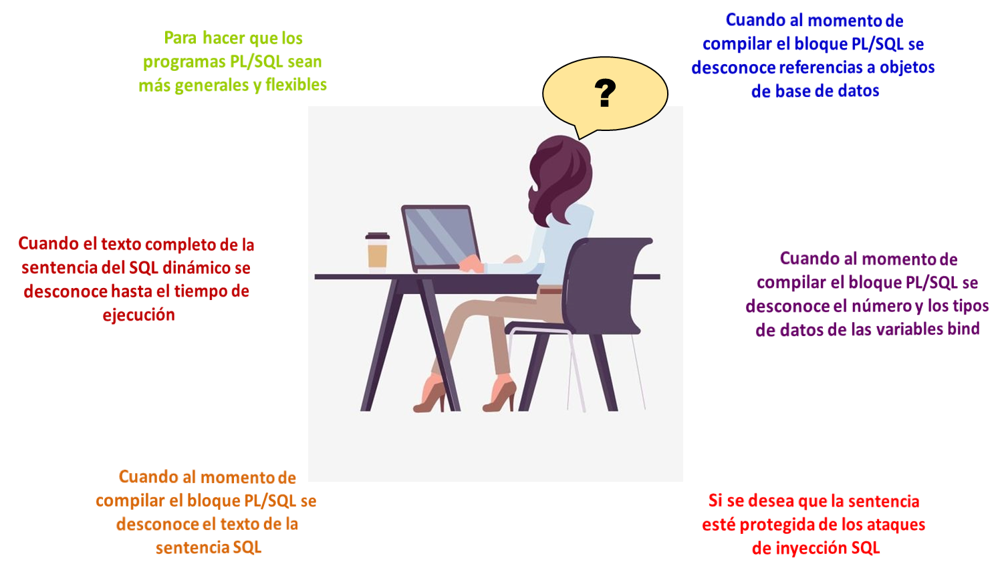 Para hacer que los
programas PL/SQL sean
más generales y flexibles
Cuando al momento de
compilar el bloque PL/SQL se
desconoce referencias a objetos
de base de datos
?
Cuando el texto completo de la
sentencia del SQL dinámico se
desconoce hasta el tiempo de
ejecución
Cuando al momento de
compilar el bloque PL/SQL se
desconoce el número y los tipos
de datos de las variables bind
Cuando al momento de
compilar el bloque PL/SQL se
desconoce el texto de la
sentencia SQL
Si se desea que la sentencia
esté protegida de los ataques
de inyección SQL